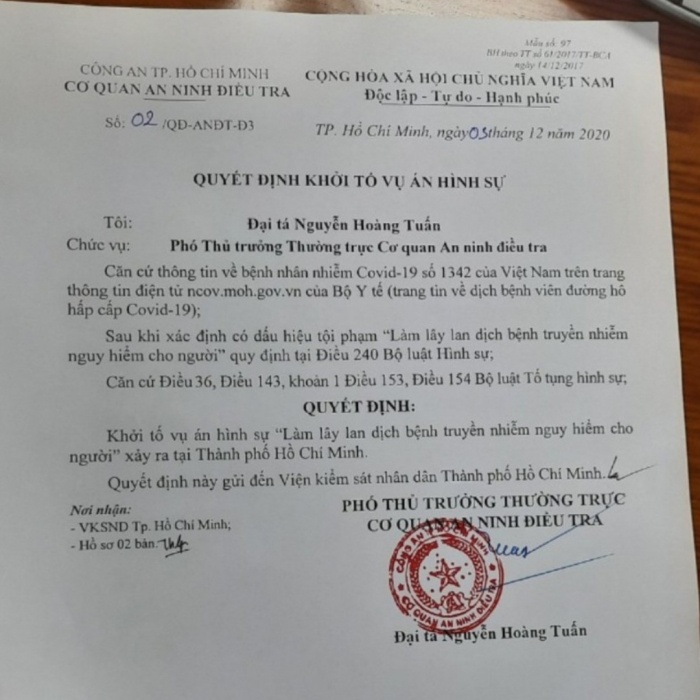 Mẫu số: 97
BH theo TT số 61/2017/TT-BCA
ngày 14/12/2017
CÔNG AN TP. HỒ CHÍ MINH
CƠ QUAN AN NINH ĐIỀU TRA
CỘNG HÒA XÃ HỘI CHỦ NGHĨA VIỆT NAM
Độc lập - Tự do - Hạnh phúc
Số: 02 /QĐ-ANĐT-Đ3
TP. Hồ Chí Minh, ngày 03 tháng 12 năm 2020
QUYẾT ĐỊNH KHỞI TỐ VỤ ÁN HÌNH SỰ
Tôi: Đại tá Nguyễn Hoàng Tuấn
Chức vụ: Phó Thủ trưởng Thường trực Cơ quan An ninh điều tra
Căn cứ thông tin về bệnh nhân nhiễm Covid-19 số 1342 của Việt Nam trên trang
thông tin điện tử ncov.moh.gov.vn của Bộ Y tế (trang tin về dịch bệnh viên đường hô
hấp cấp Covid-19);
Sau khi xác định có dấu hiệu tội phạm “Làm lây lan dịch bệnh truyền nhiễm
nguy hiểm cho người” quy định tại Điều 240 Bộ luật Hình sự;
Căn cứ Điều 36, Điều 143, khoản 1 Điều 153, Điều 154 Bộ luật Tố tụng hình sự;
QUYẾT ĐỊNH:
Khởi tố vụ án hình sự “Làm lây lan dịch bệnh truyền nhiễm nguy hiểm cho
người” xảy ra tại Thành phố Hồ Chí Minh.
Quyết định này gửi đến Viện kiểm sát nhân dân Thành phố Hồ Chí Minh.
Nơi nhận:
- VKSND Tp. Hồ Chí Minh;
- Hồ sơ 02 bản.
PHÓ THỦ TRƯỞNG THƯỜNG TRỰC
CƠ QUAN AN NINH ĐIỀU TRA
CƠ QUAN AN NINH ĐIỀU TRA
Đại tá Nguyễn Hoàng Tuấn